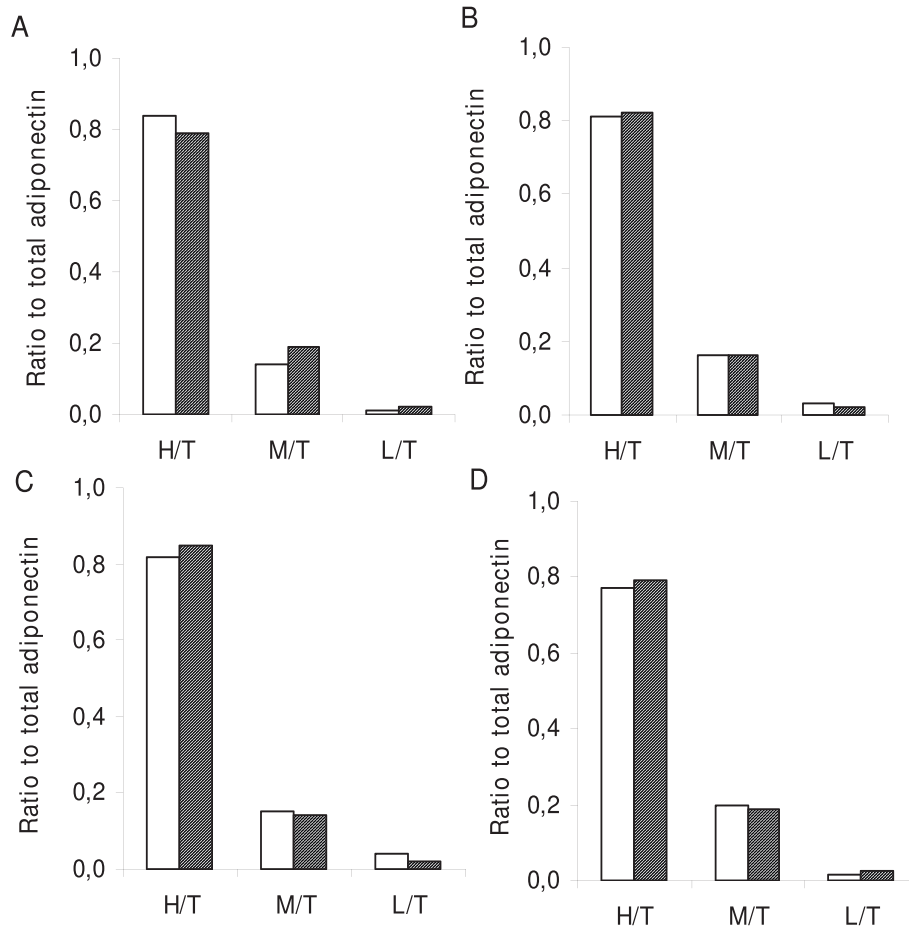 A
Ratio to total adiponectin
1,0
0,8
0,6
0,4
0,2
0,0
H/T M/T L/T
B
Ratio to total adiponectin
1,0
0,8
0,6
0,4
0,2
0,0
H/T M/T L/T
C
Ratio to total adiponectin
1,0
0,8
0,6
0,4
0,2
0,0
H/T M/T L/T
D
Ratio to total adiponectin
1,0
0,8
0,6
0,4
0,2
0,0
H/T M/T L/T